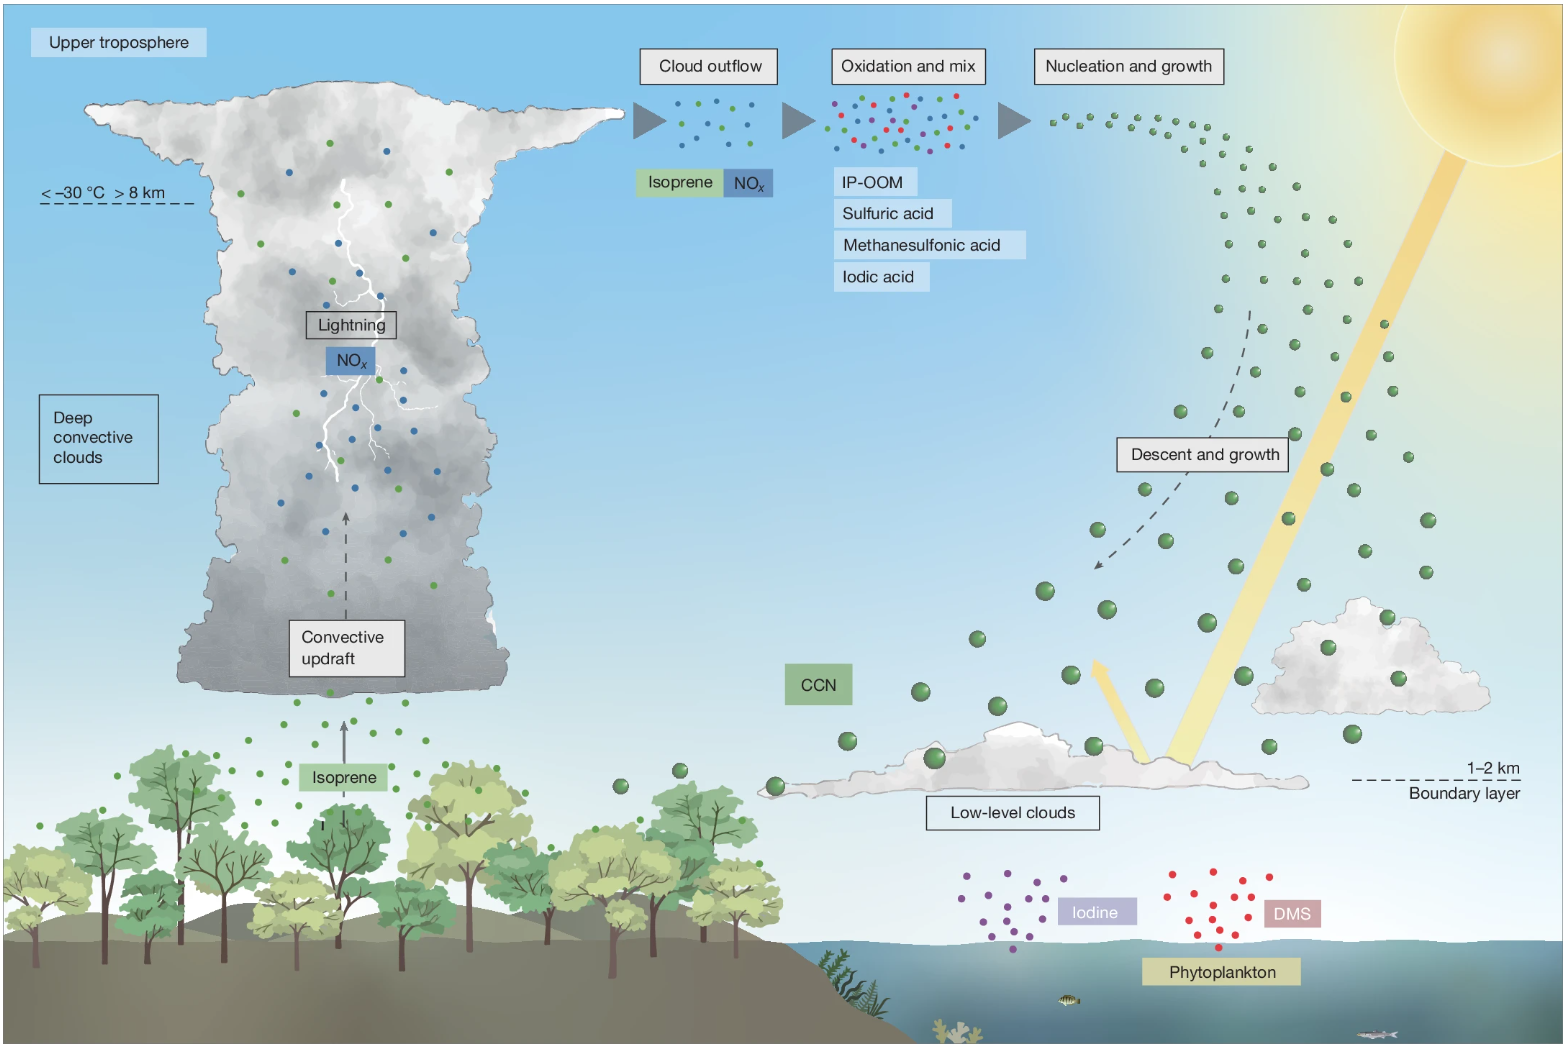 Upper troposphere
Cloud outflow
Oxidation and mix
Nucleation and growth
Isoprene NOx
IP-OOM
Sulfuric acid
Methanesulfonic acid
Iodic acid
< –30 °C > 8 km
Lightning
NOx
Deep
convective
clouds
Descent and growth
Convective
updraft
CCN
Isoprene
1–2 km
Boundary layer
Low-level clouds
Iodine
DMS
Phytoplankton